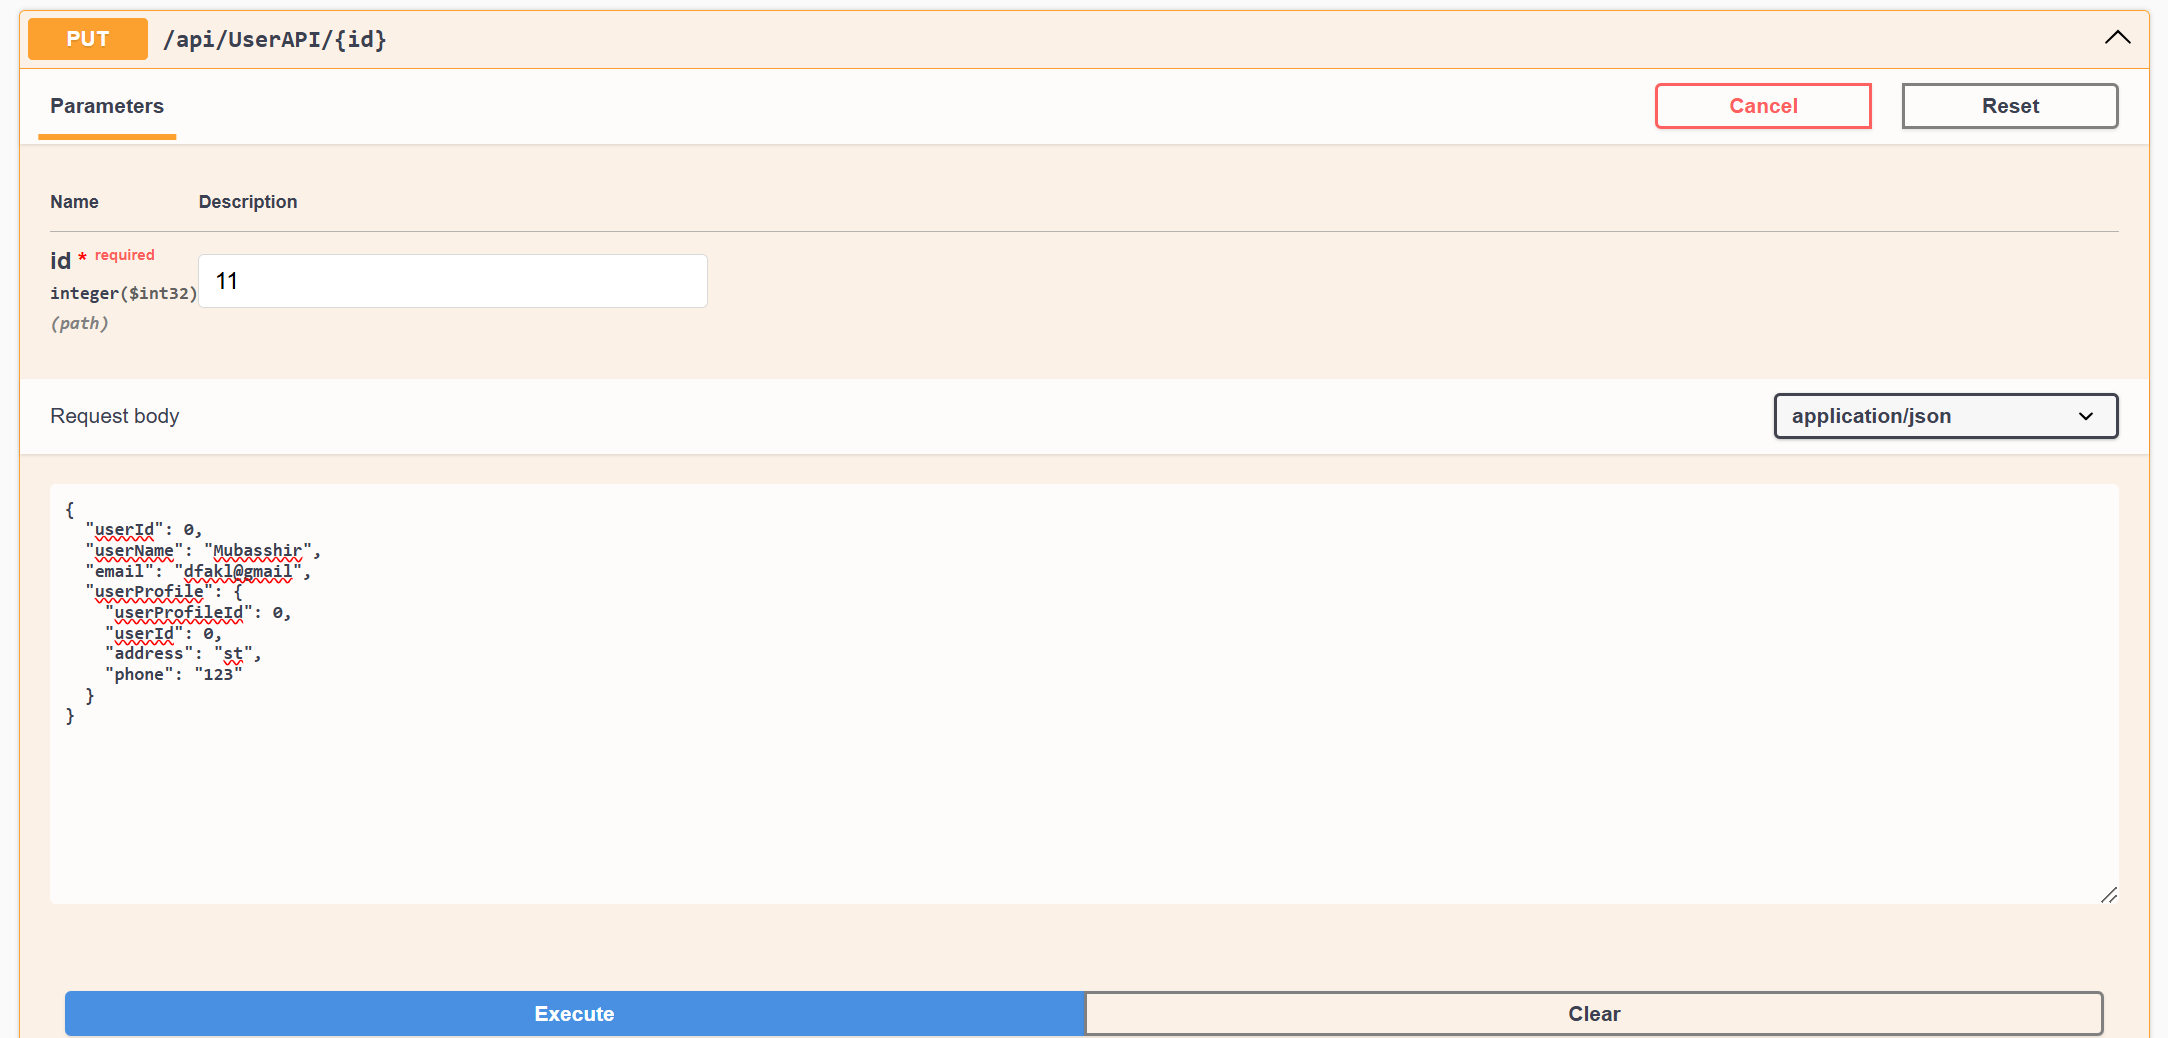 PUT /api/UserAPI/{id}
Parameters
Cancel
Reset
Name Description
id * required
integer($int32)
(path)
11
Request body
application/json
{
  "userId": 0,
  "userName": "Mubasshir",
  "email": "dfakl@gmail",
  "userProfile": {
    "userProfileId": 0,
    "userId": 0,
    "address": "st",
    "phone": "123"
  }
}
Execute
Clear